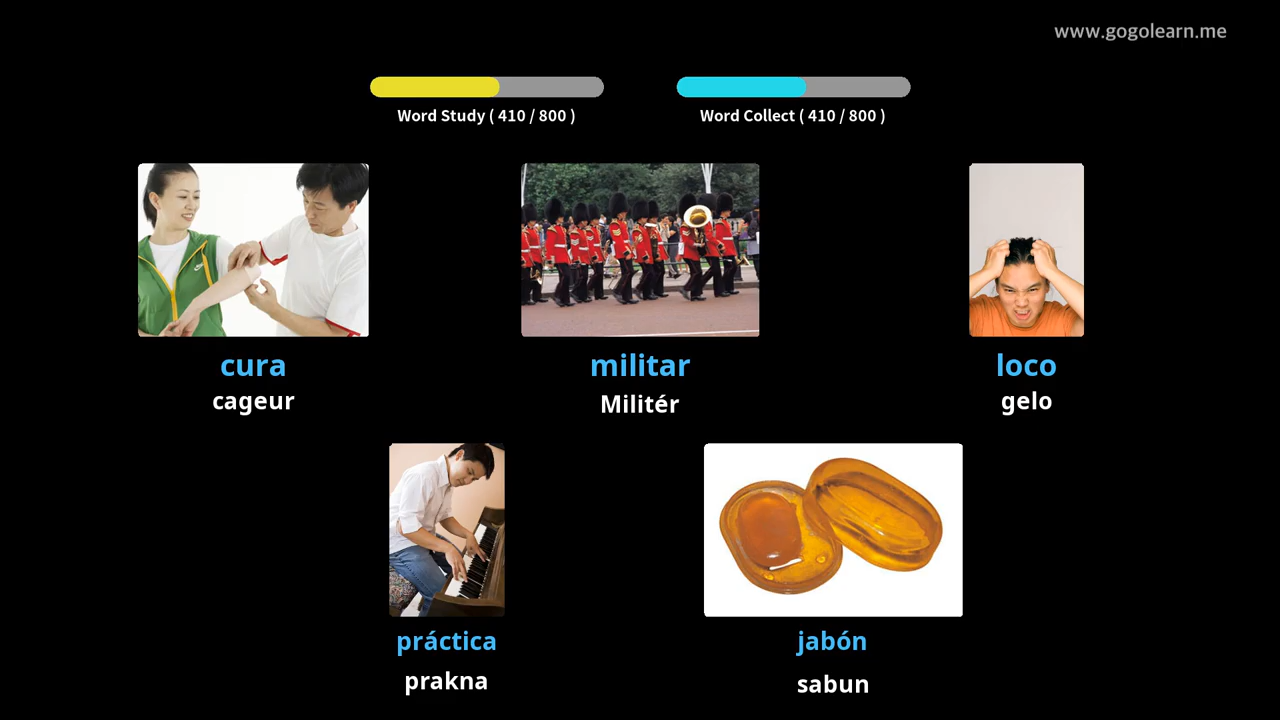 www.gogolearn.me
Word Study ( 410 / 800 )
Word Collect ( 410 / 800 )
cura
cageur
militar
Militér
loco
gelo
práctica
prakna
jabón
sabun